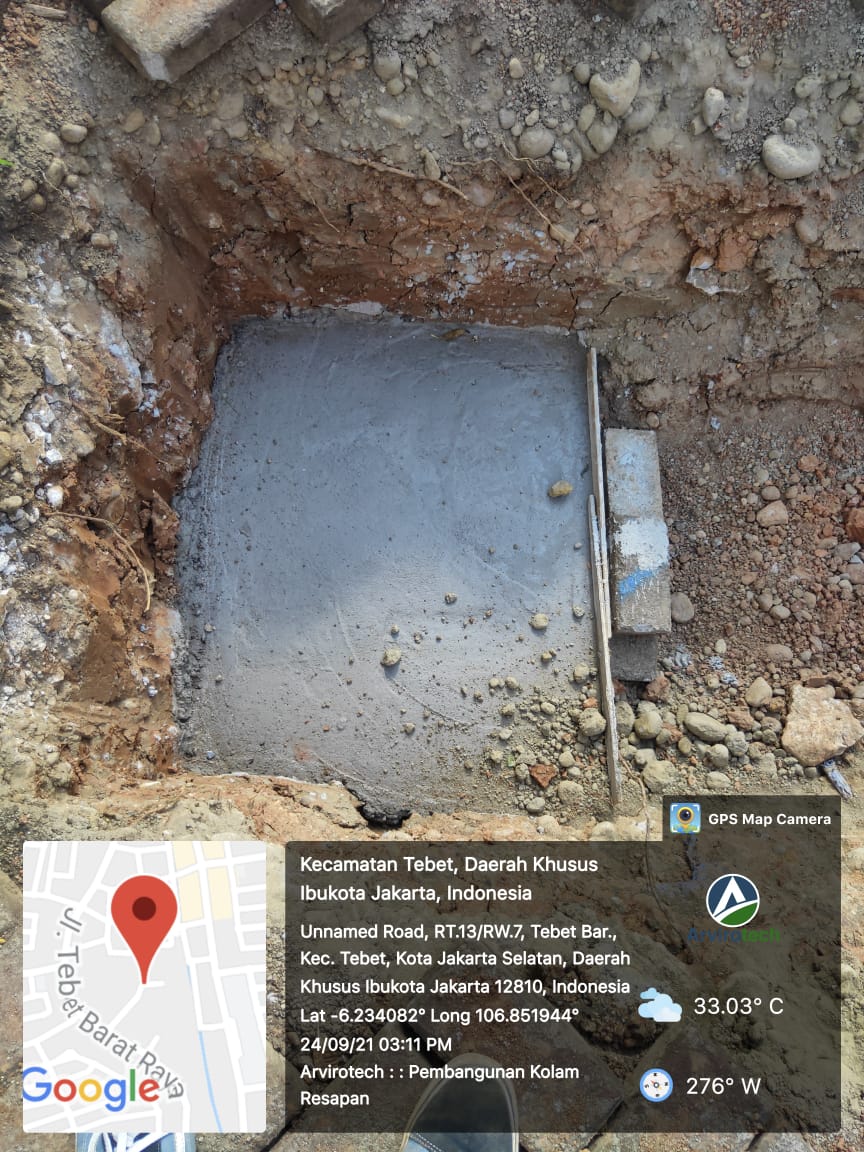 GPS Map Camera
Kecamatan Tebet, Daerah Khusus
Ibukota Jakarta, Indonesia
Unnamed Road, RT.13/RW.7, Tebet Bar.,
Kec. Tebet, Kota Jakarta Selatan, Daerah
Khusus Ibukota Jakarta 12810, Indonesia
Lat -6.234082° Long 106.851944°
24/09/21 03:11 PM
Arvirotech : : Pembangunan Kolam
Resapan
Arvirotech
33.03° C
276° W
Jl. Tebet Barat Raya
Google